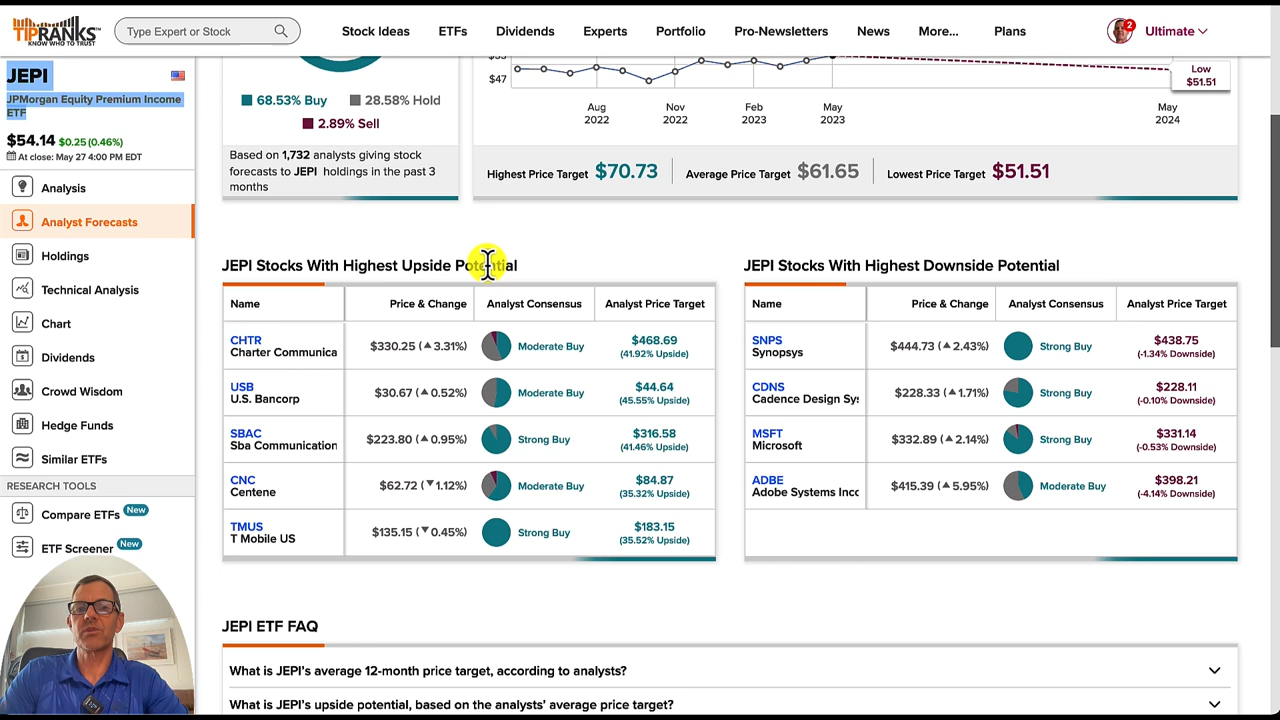 TIPRANKS
KNOW WHO TO TRUST
Type Expert or Stock
Stock Ideas
ETFs
Dividends
Experts
Portfolio
Pro-Newsletters
News
More...
Plans
2
Ultimate
JEPI
JPMorgan Equity Premium Income
ETF
$54.14 $0.25 (0.46%)
At close: May 27 4:00 PM EDT
Analysis
Analyst Forecasts
Holdings
Technical Analysis
Chart
Dividends
Crowd Wisdom
Hedge Funds
Similar ETFs
RESEARCH TOOLS
Compare ETFs New
ETF Screener New
68.53% Buy 28.58% Hold
2.89% Sell
Based on 1,732 analysts giving stock
forecasts to JEPI holdings in the past 3
months
$47
Aug
2022
Nov
2022
Feb
2023
May
2023
May
2024
Low
$51.51
Highest Price Target $70.73
Average Price Target $61.65
Lowest Price Target $51.51
JEPI Stocks With Highest Upside Potential
Name Price & Change Analyst Consensus Analyst Price Target
CHTR
Charter Communica $330.25 (▲3.31%) Moderate Buy $468.69
(41.92% Upside)
USB
U.S. Bancorp $30.67 (▲0.52%) Moderate Buy $44.64
(45.55% Upside)
SBAC
Sba Communication $223.80 (▲0.95%) Strong Buy $316.58
(41.46% Upside)
CNC
Centene $62.72 (▼1.12%) Moderate Buy $84.87
(35.32% Upside)
TMUS
T Mobile US $135.15 (▼0.45%) Strong Buy $183.15
(35.52% Upside)
JEPI Stocks With Highest Downside Potential
Name Price & Change Analyst Consensus Analyst Price Target
SNPS
Synopsys $444.73 (▲2.43%) Strong Buy $438.75
(-1.34% Downside)
CDNS
Cadence Design Sys $228.33 (▲1.71%) Strong Buy $228.11
(-0.10% Downside)
MSFT
Microsoft $332.89 (▲2.14%) Strong Buy $331.14
(-0.53% Downside)
ADBE
Adobe Systems Inc $415.39 (▲5.95%) Moderate Buy $398.21
(-4.14% Downside)
JEPI ETF FAQ
What is JEPI's average 12-month price target, according to analysts?
What is JEPI's upside potential, based on the analysts' average price target?